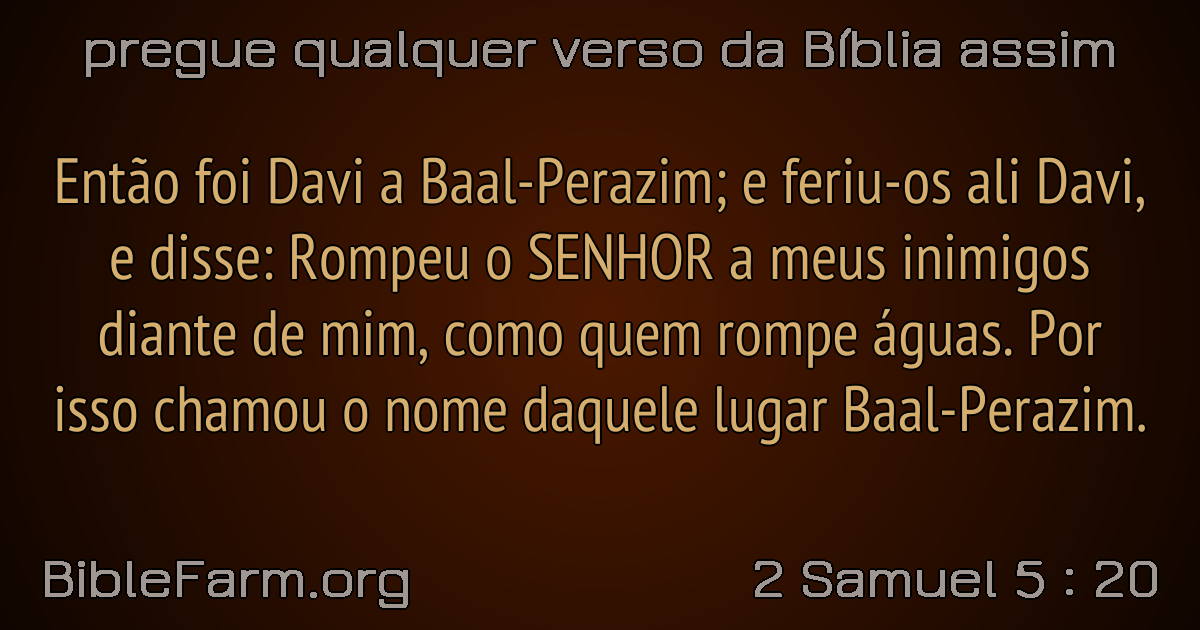 pregue qualquer verso da Bíblia assim
Então foi Davi a Baal-Perazim; e feriu-os ali Davi,
e disse: Rompeu o SENHOR a meus inimigos
diante de mim, como quem rompe águas. Por
isso chamou o nome daquele lugar Baal-Perazim.
BibleFarm.org
2 Samuel 5 : 20